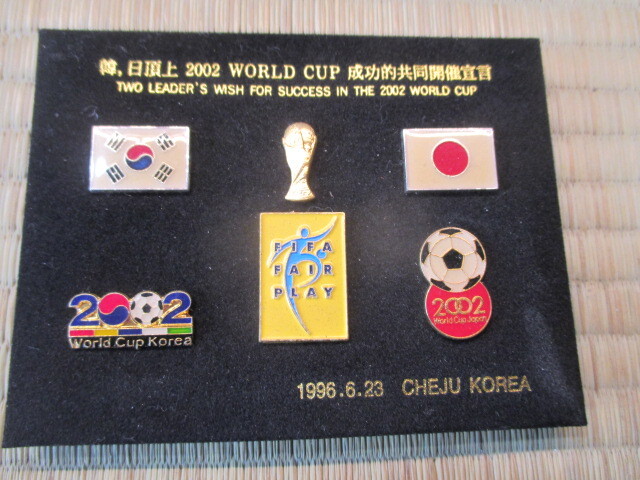 韓,日頂上 2002 WORLD CUP 成功的共同開催宣言
TWO LEADER'S WISH FOR SUCCESS IN THE 2002 WORLD CUP
FIFA
FAIR
PLAY
2002
World Cup Korea
2002
World Cup Japan
1996.6.23 CHEJU KOREA